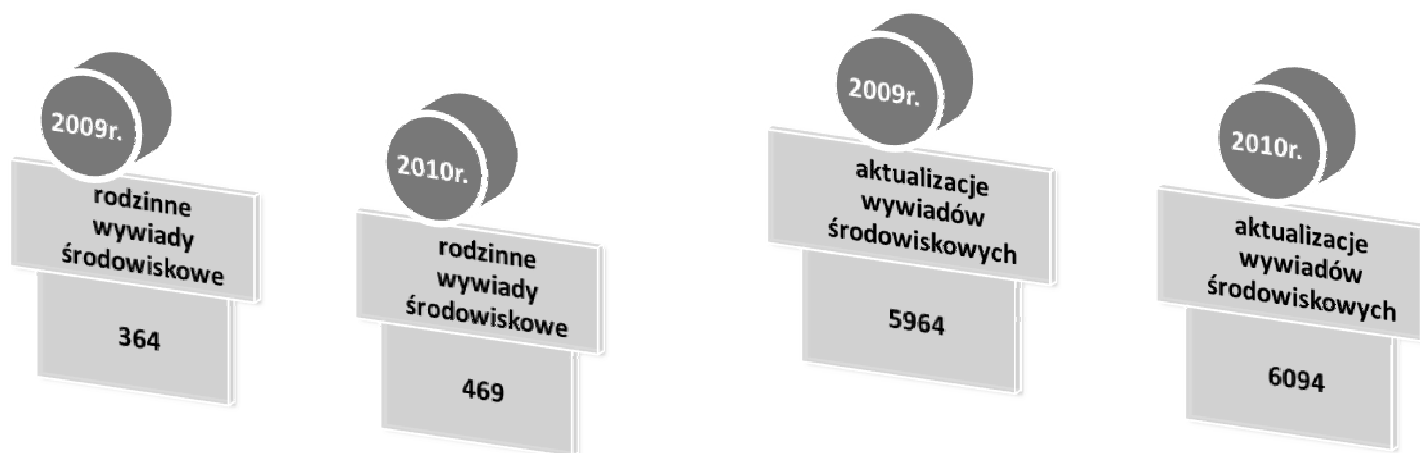 2009r.
rodzinne
wywiady
środowiskowe
364
2010r.
rodzinne
wywiady
środowiskowe
469
2009r.
aktualizacje
wywiadów
środowiskowych
5964
2010r.
aktualizacje
wywiadów
środowiskowych
6094